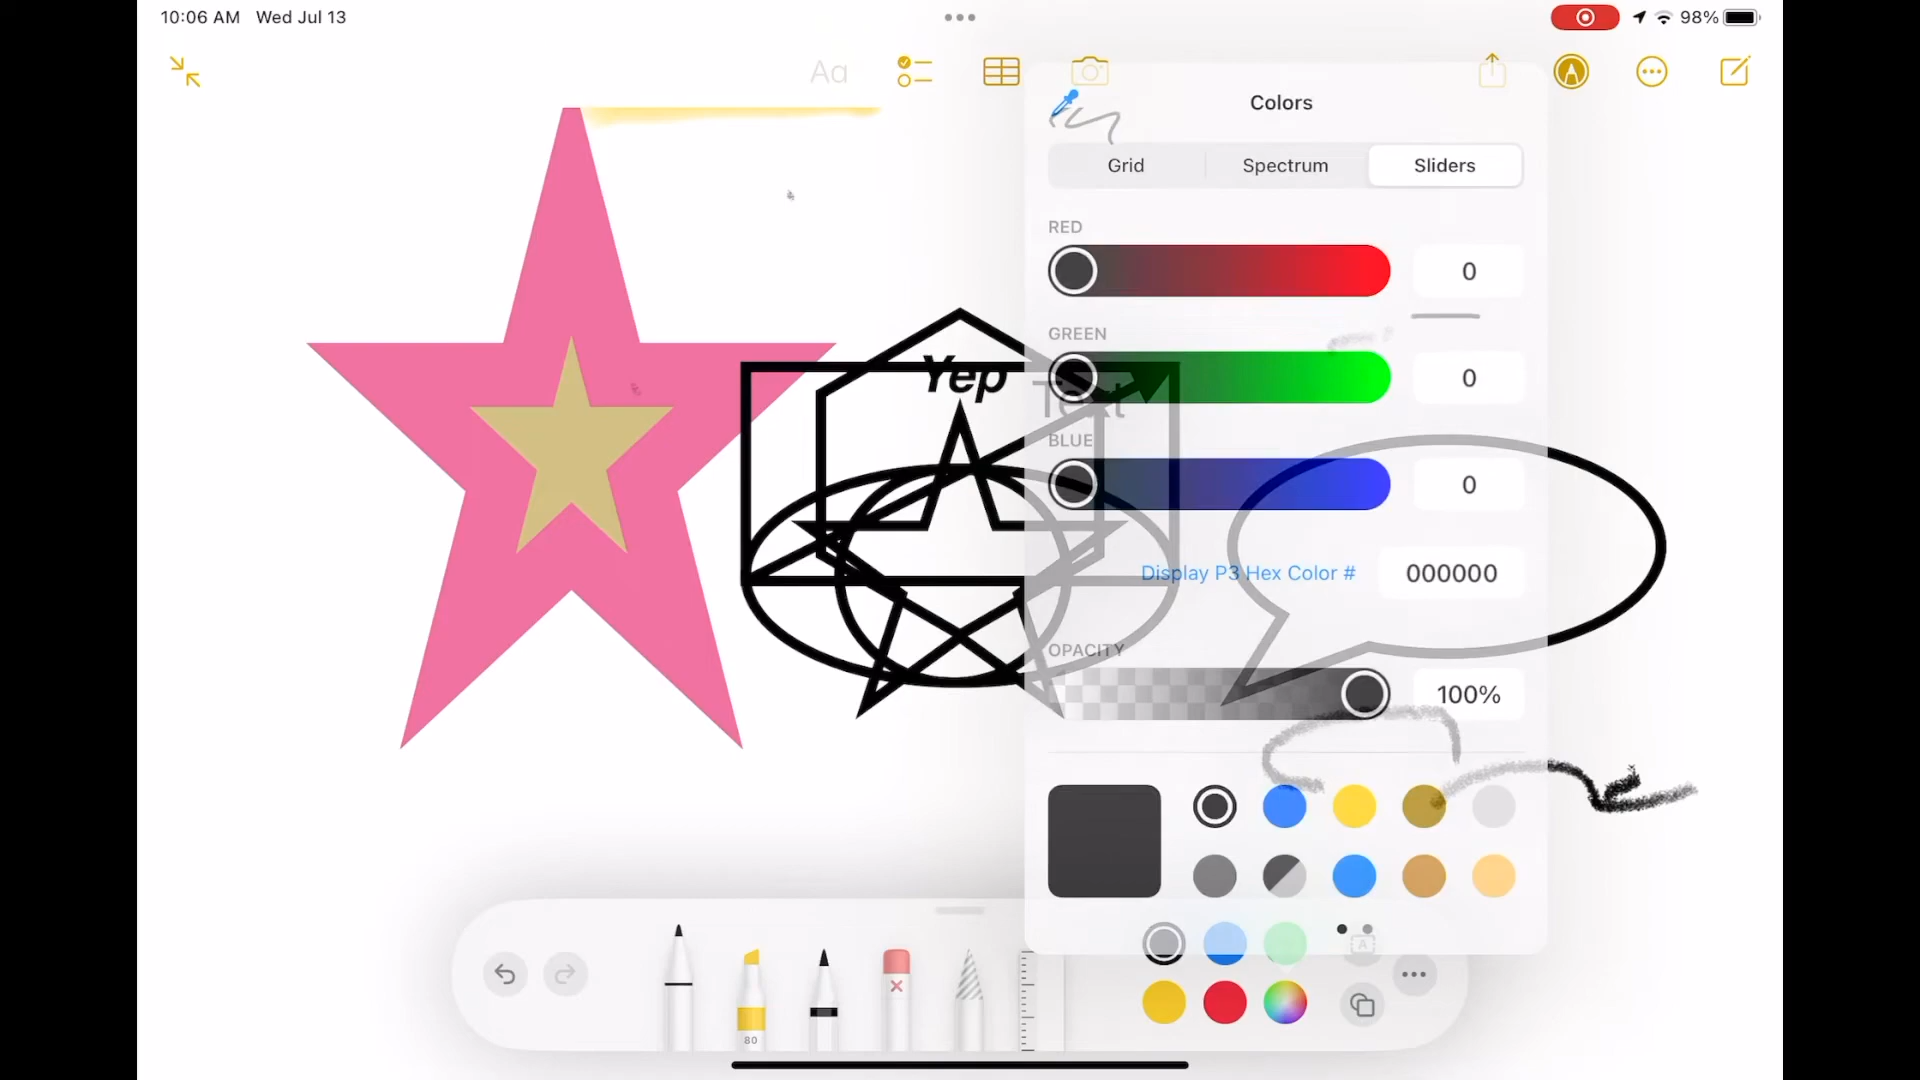 10:06 AM Wed Jul 13
98%
Aa
Colors
Grid Spectrum Sliders
RED
0
GREEN
0
Yep
Text
BLUE
0
Display P3 Hex Color # 000000
OPACITY
100%
A
80